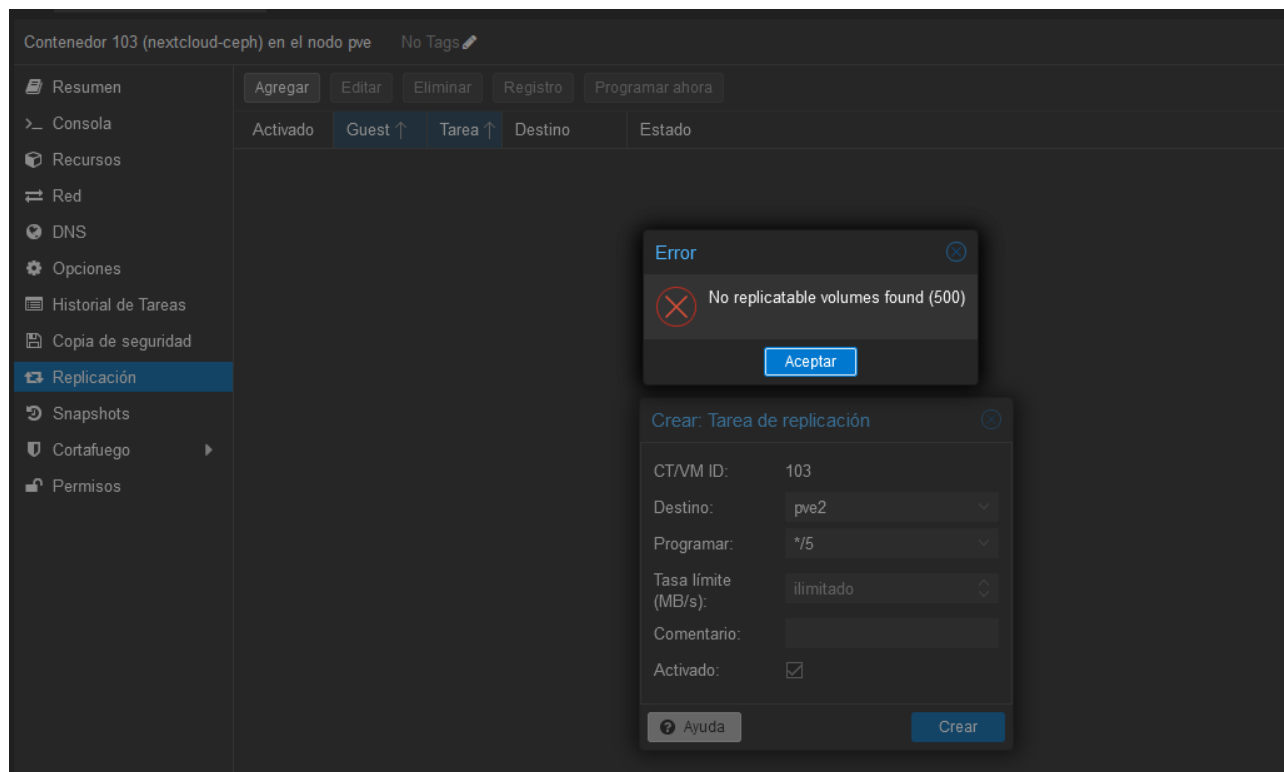 Contenedor 103 (nextcloud-ceph) en el nodo pve No Tags
Resumen
Consola
Recursos
Red
DNS
Opciones
Historial de Tareas
Copia de seguridad
Replicación
Snapshots
Cortafuego
Permisos
Agregar Editar Eliminar Registro Programar ahora
Activado Guest Tarea Destino Estado
Error
No replicatable volumes found (500)
Aceptar
Crear: Tarea de replicación
CT/VM ID: 103
Destino: pve2
Programar: */5
Tasa límite
(MB/s): ilimitado
Comentario:
Activado:
Ayuda Crear